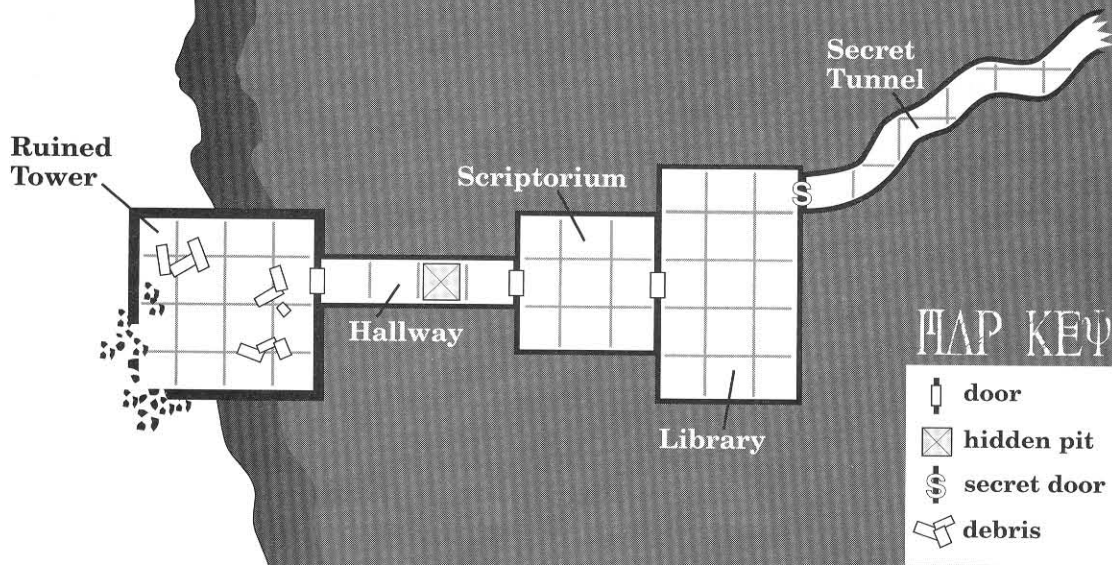 Secret
Tunnel
Ruined
Tower
Scriptorium
Hallway
Library
S
MAP KEY
door
hidden pit
S secret door
debris